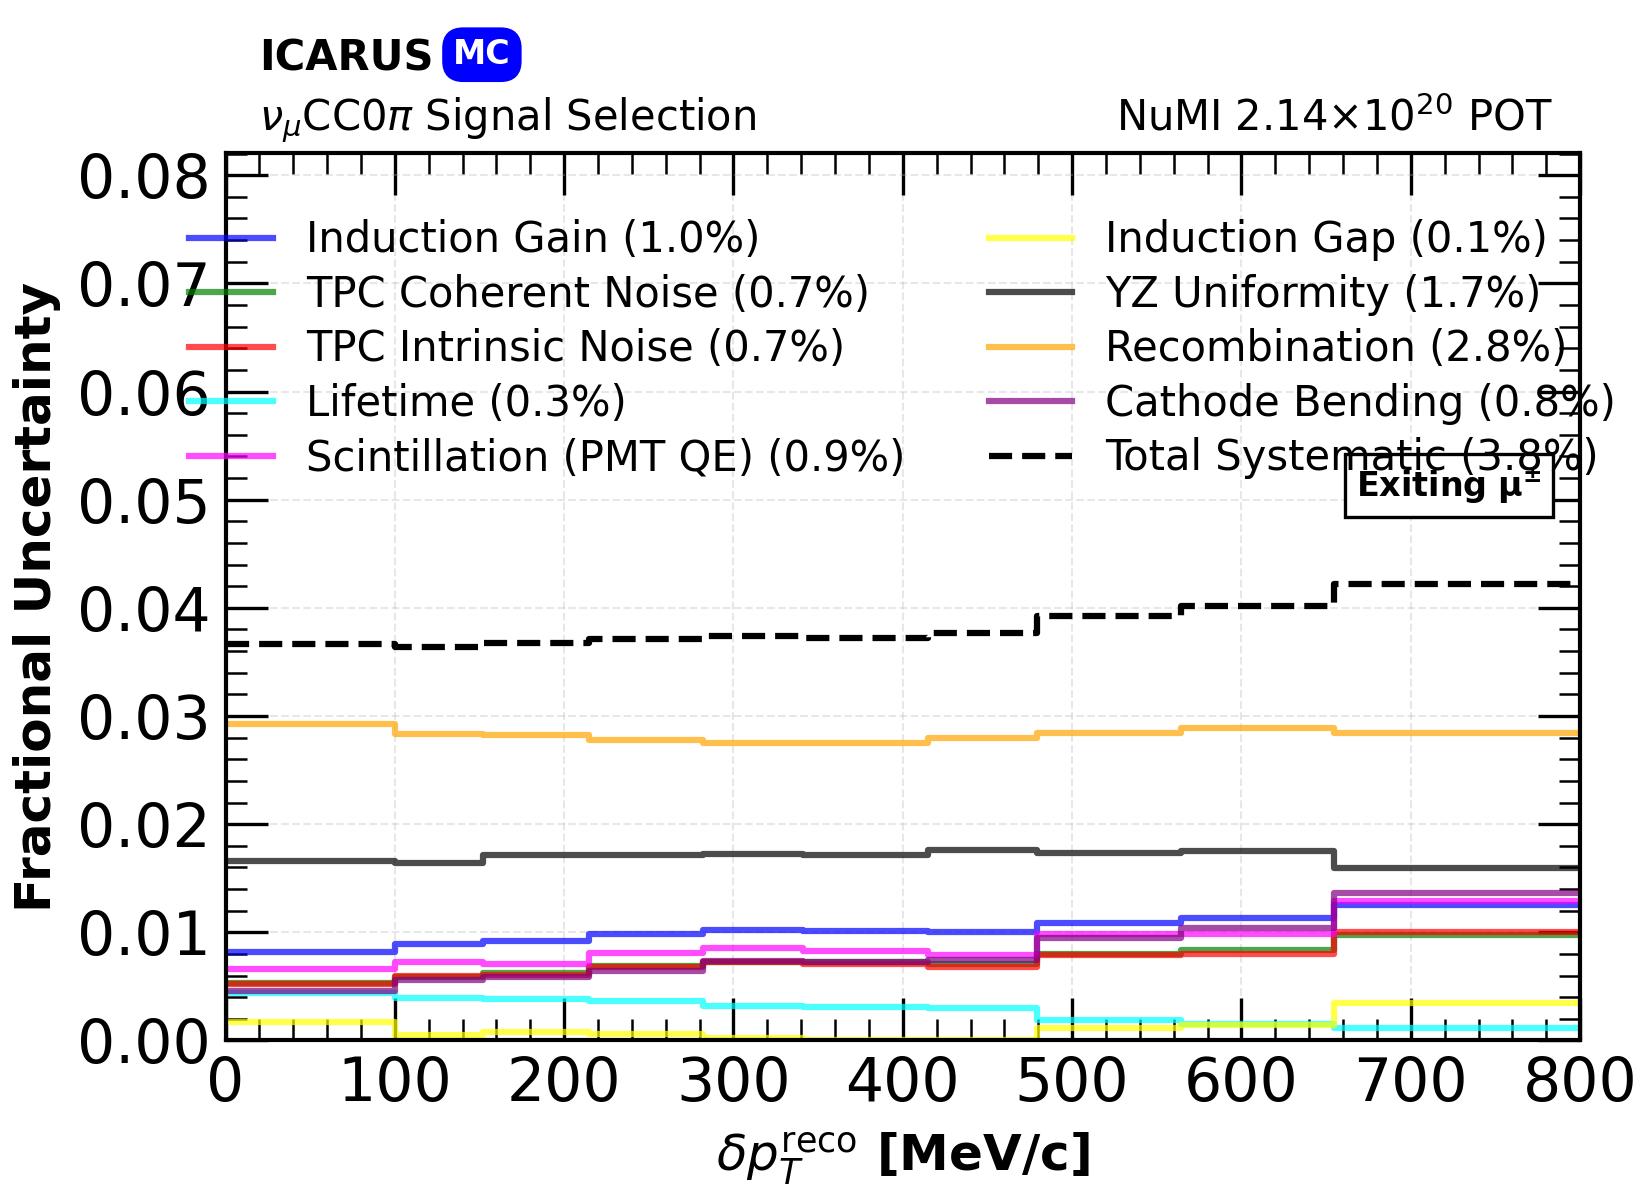 ICARUS MC
νμCC0π Signal Selection NuMI 2.14×10²⁰ POT
0.08
Induction Gain (1.0%) Induction Gap (0.1%)
0.07 TPC Coherent Noise (0.7%) YZ Uniformity (1.7%)
TPC Intrinsic Noise (0.7%) Recombination (2.8%)
0.06 Lifetime (0.3%) Cathode Bending (0.8%)
Scintillation (PMT QE) (0.9%) Total Systematic (3.8%)
Exiting μ±
0.05
0.04
0.03
0.02
0.01
0.00
Fractional Uncertainty
0 100 200 300 400 500 600 700 800
δp_T^reco [MeV/c]